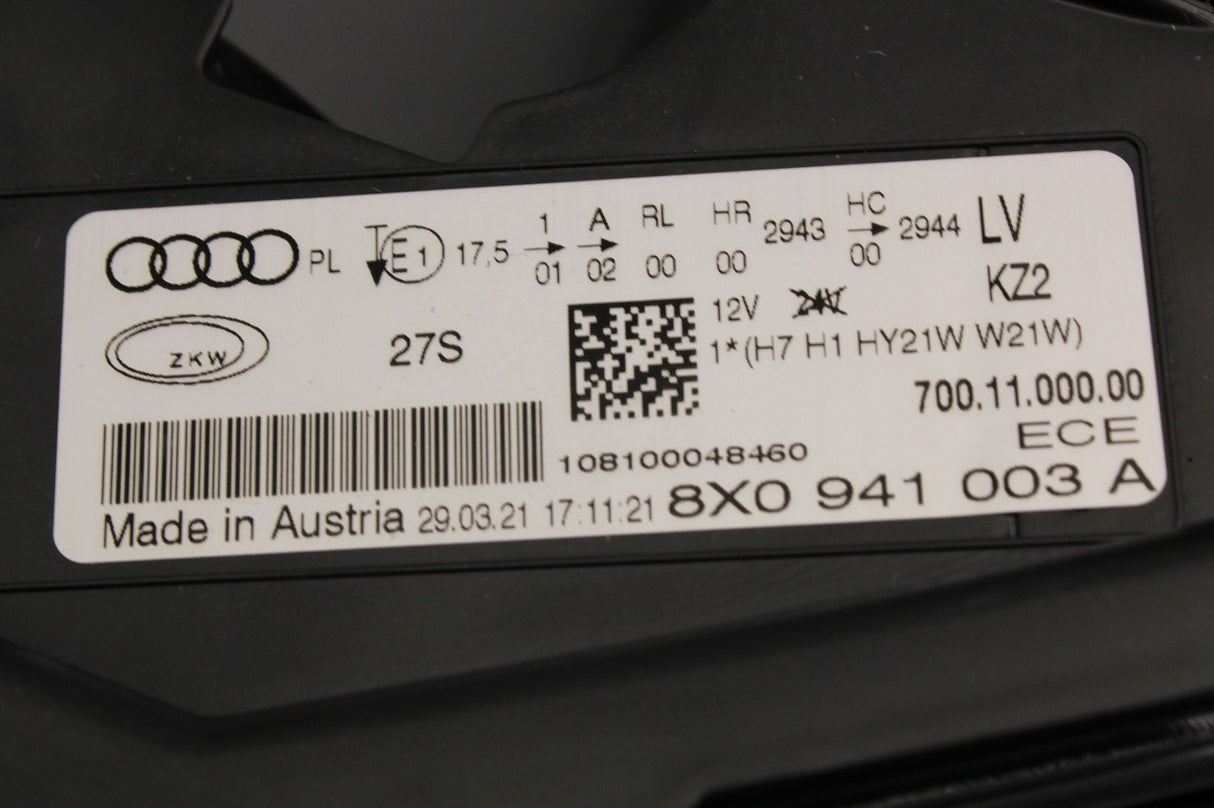 PL E1 17,5 1 01 A 02 RL 00 HR 00 2943 HC 00 2944 LV
12V 24V KZ2
ZKW 27S 1*(H7 H1 HY21W W21W)
700.11.000.00
108100048460 ECE
Made in Austria 29.03.21 17:11:21 8X0 941 003 A